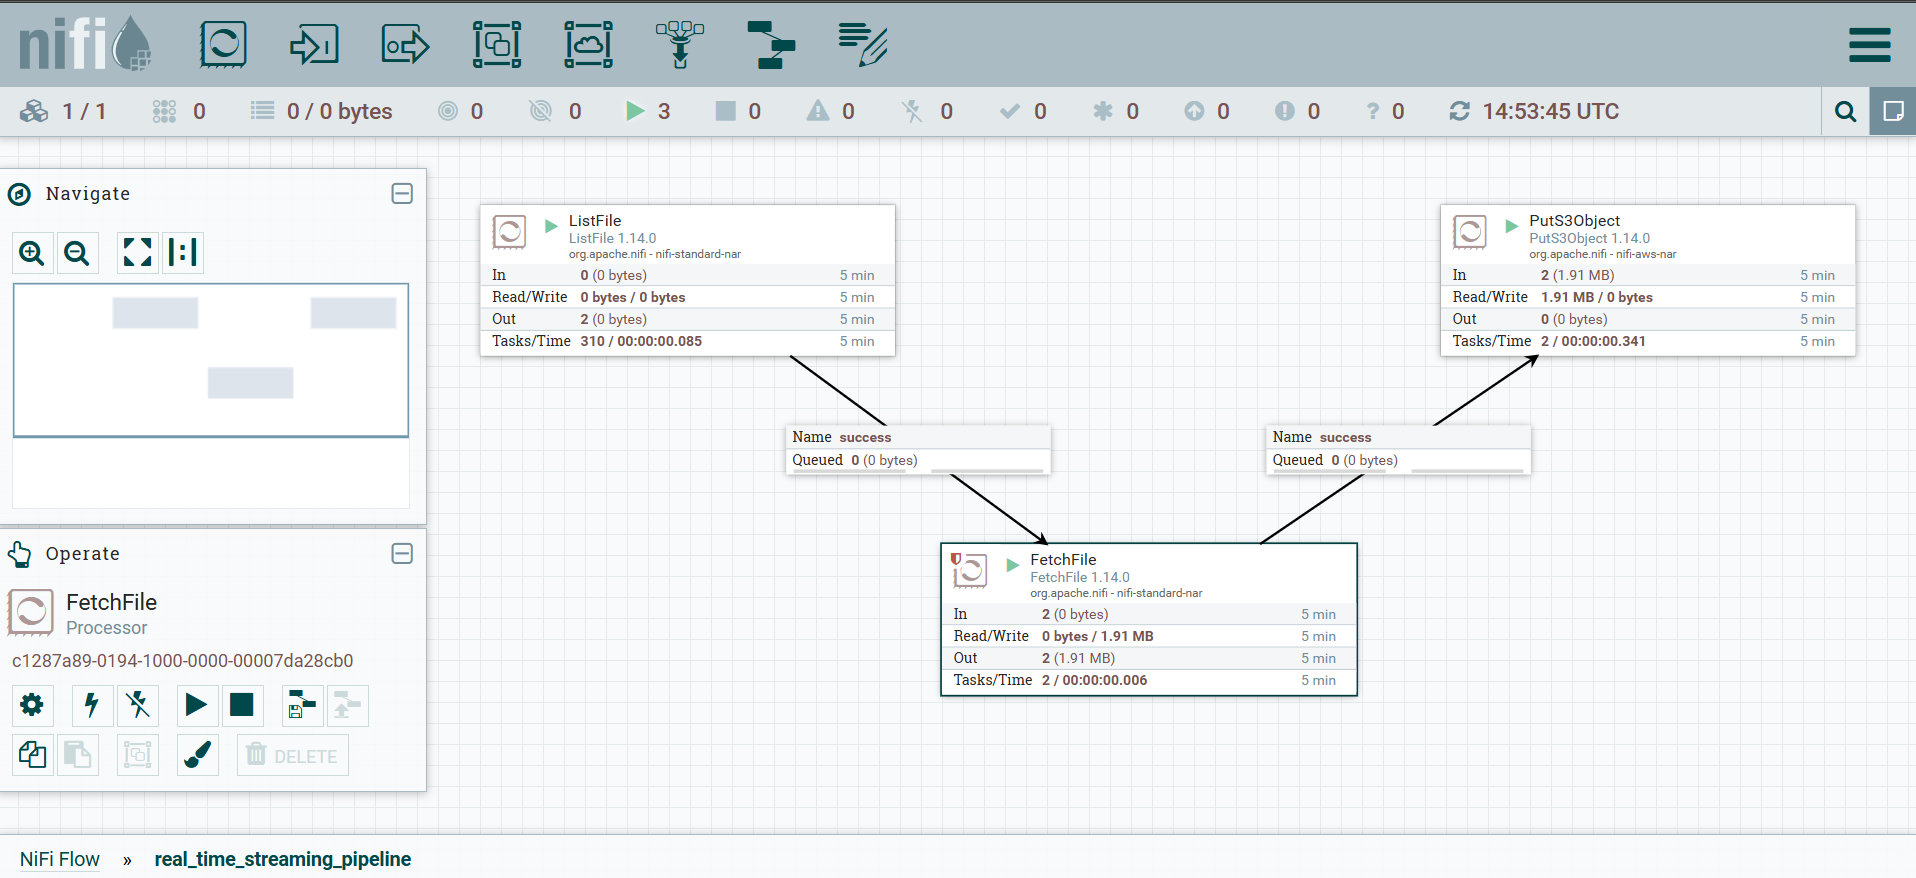 nifi
1 / 1 0 0 / 0 bytes 0 0 3 0 0 0 0 0 0 0 ? 0 14:53:45 UTC
Navigate
Operate
FetchFile
Processor
c1287a89-0194-1000-0000-00007da28cb0
DELETE
ListFile
ListFile 1.14.0
org.apache.nifi - nifi-standard-nar
In 0 (0 bytes) 5 min
Read/Write 0 bytes / 0 bytes 5 min
Out 2 (0 bytes) 5 min
Tasks/Time 310 / 00:00:00.085 5 min
PutS3Object
PutS3Object 1.14.0
org.apache.nifi - nifi-aws-nar
In 2 (1.91 MB) 5 min
Read/Write 1.91 MB / 0 bytes 5 min
Out 0 (0 bytes) 5 min
Tasks/Time 2 / 00:00:00.341 5 min
Name success
Queued 0 (0 bytes)
Name success
Queued 0 (0 bytes)
FetchFile
FetchFile 1.14.0
org.apache.nifi - nifi-standard-nar
In 2 (0 bytes) 5 min
Read/Write 0 bytes / 1.91 MB 5 min
Out 2 (1.91 MB) 5 min
Tasks/Time 2 / 00:00:00.006 5 min
NiFi Flow » real_time_streaming_pipeline